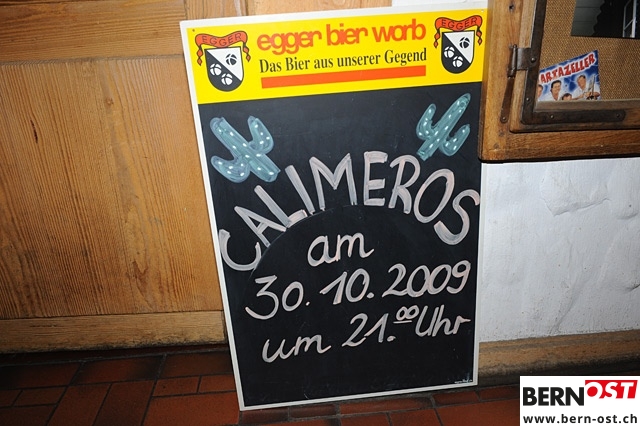 EGGER
EGGER
egger bier worb
Das Bier aus unserer Gegend
ARTAZELLER
CALIMEROS
am
30. 10. 2009
um 21.00 Uhr
BERNOST
www.bern-ost.ch